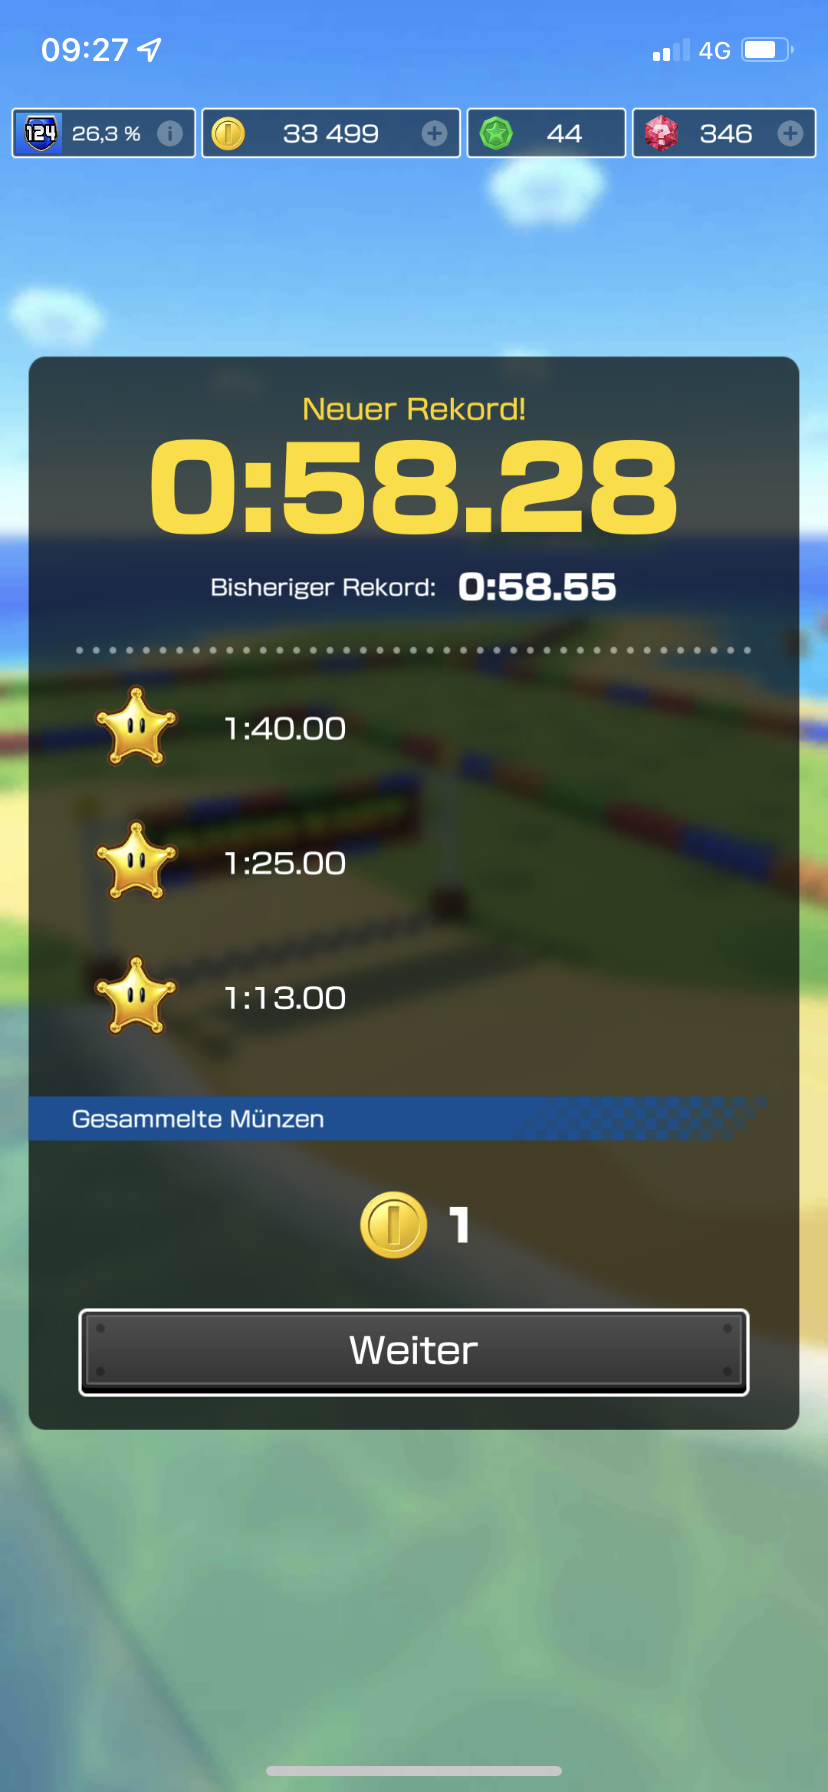 09:27
4G
124 26,3 % i 33 499 + 44 346 +
Neuer Rekord!
0:58.28
Bisheriger Rekord: 0:58.55
1:40.00
1:25.00
1:13.00
Gesammelte Münzen
1
Weiter